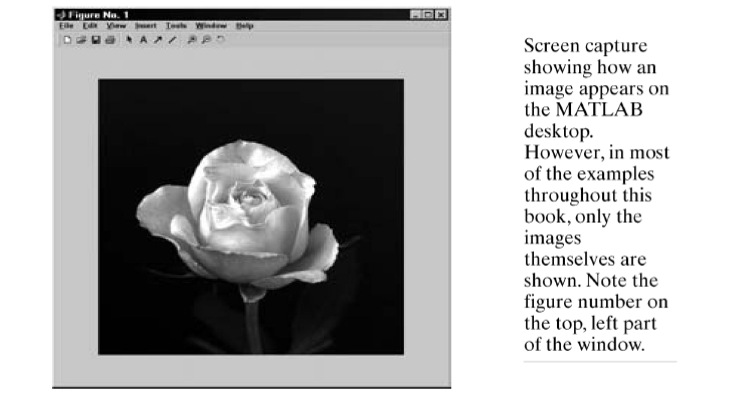 Figure No. 1
File Edit View Insert Tools Window Help
A
Screen capture
showing how an
image appears on
the MATLAB
desktop.
However, in most
of the examples
throughout this
book, only the
images
themselves are
shown. Note the
figure number on
the top, left part
of the window.